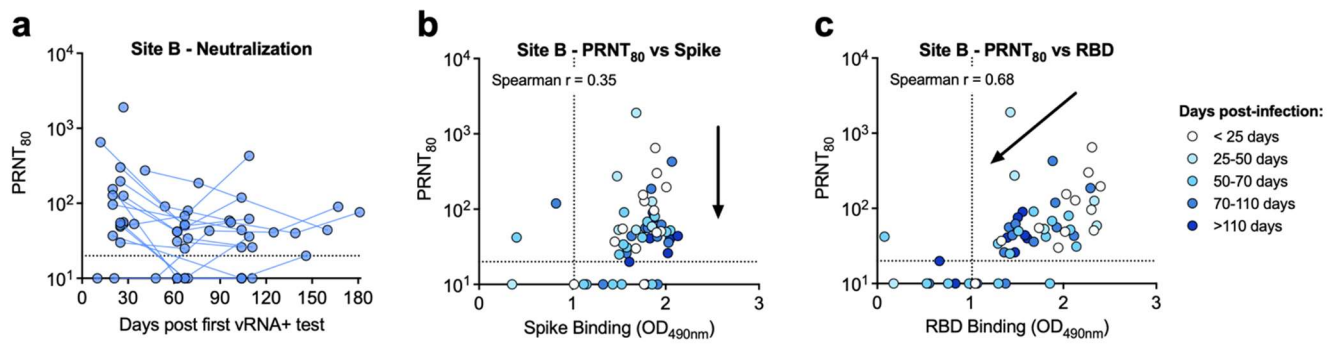 a
Site B - Neutralization
PRNT80
10^4
10^3
10^2
10^1
0
30
60
90
120
150
180
Days post first vRNA+ test
b
Site B - PRNT80 vs Spike
Spearman r = 0.35
PRNT80
10^4
10^3
10^2
10^1
0
1
2
3
Spike Binding (OD490nm)
c
Site B - PRNT80 vs RBD
Spearman r = 0.68
PRNT80
10^4
10^3
10^2
10^1
0
1
2
3
RBD Binding (OD490nm)
Days post-infection:
< 25 days
25-50 days
50-70 days
70-110 days
>110 days